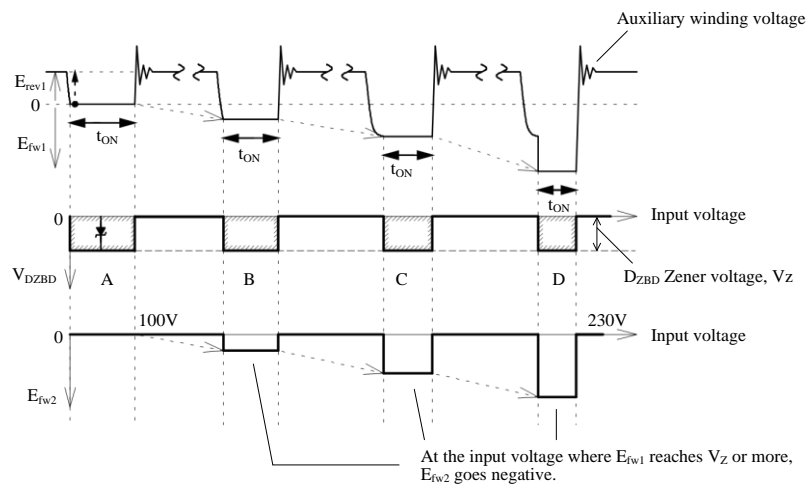 Auxiliary winding voltage
Erev1
0
Efw1
tON
tON
tON
tON
0
Input voltage
VDZBD
A
B
C
D
DZBD Zener voltage, Vz
100V
230V
0
Input voltage
Efw2
At the input voltage where Efw1 reaches VZ or more,
Efw2 goes negative.